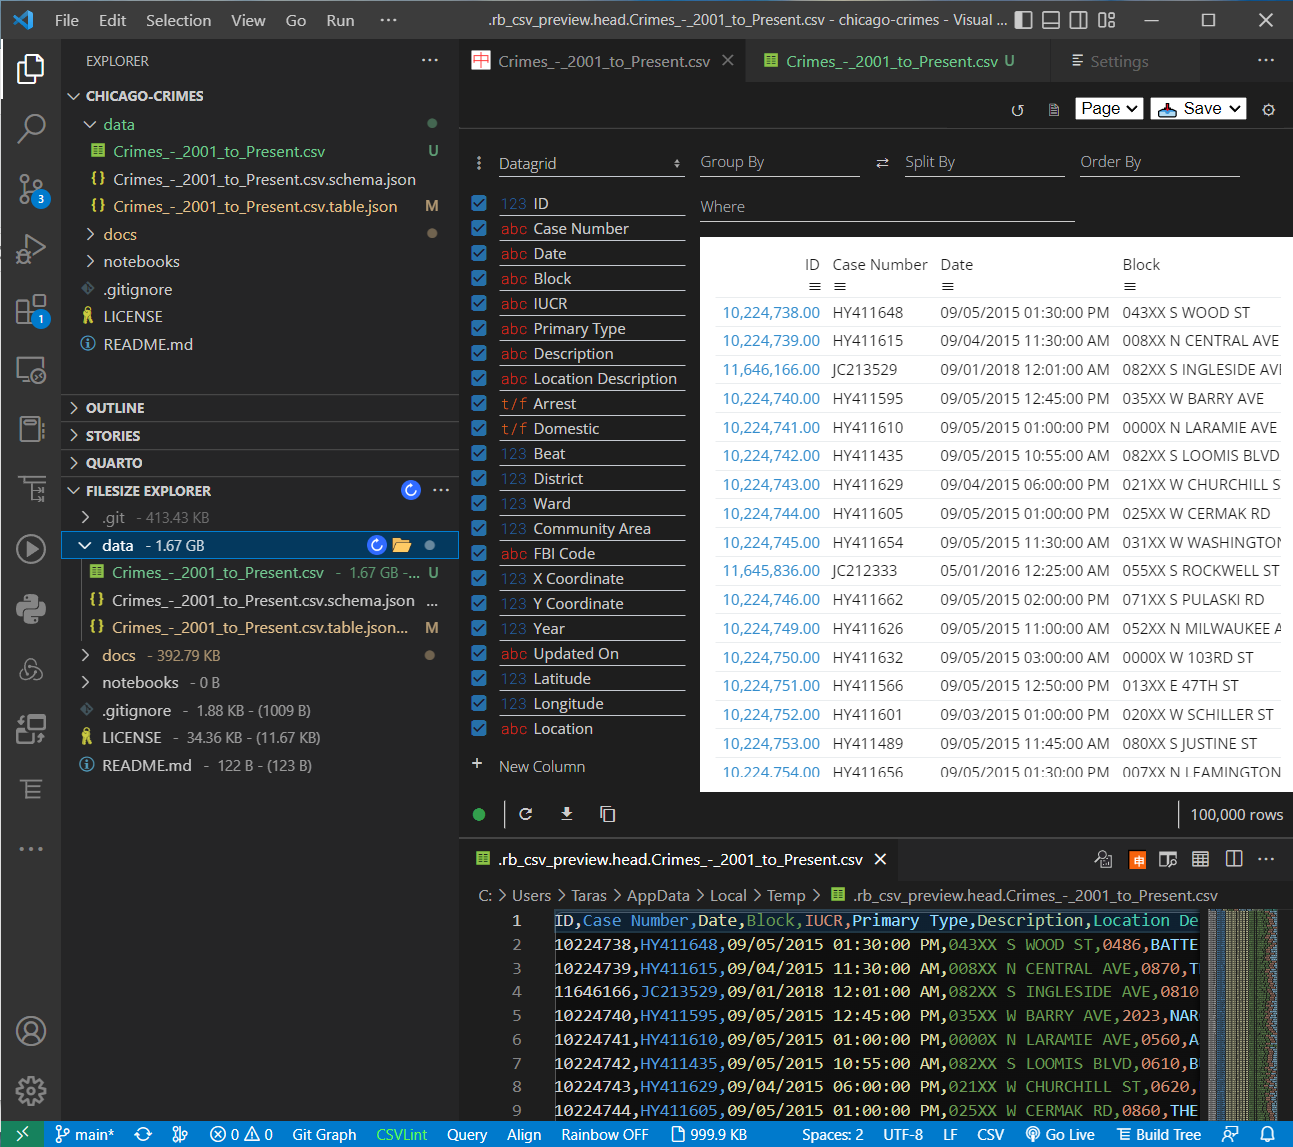 File Edit Selection View Go Run ··· .rb_csv_preview.head.Crimes_-_2001_to_Present.csv - chicago-crimes - Visual ...
EXPLORER ···
CHICAGO-CRIMES
data
Crimes_-_2001_to_Present.csv U
{} Crimes_-_2001_to_Present.csv.schema.json
{} Crimes_-_2001_to_Present.csv.table.json M
docs
notebooks
.gitignore
LICENSE
README.md
OUTLINE
STORIES
QUARTO
FILESIZE EXPLORER ···
.git - 413.43 KB
data - 1.67 GB
Crimes_-_2001_to_Present.csv - 1.67 GB -... U
{} Crimes_-_2001_to_Present.csv.schema.json ...
{} Crimes_-_2001_to_Present.csv.table.json... M
docs - 392.79 KB
notebooks - 0 B
.gitignore - 1.88 KB - (1009 B)
LICENSE - 34.36 KB - (11.67 KB)
README.md - 122 B - (123 B)
3
1
中 Crimes_-_2001_to_Present.csv
Crimes_-_2001_to_Present.csv U
Settings
···
Page Save
Datagrid
Group By Split By Order By
Where
123 ID
abc Case Number
abc Date
abc Block
abc IUCR
abc Primary Type
abc Description
abc Location Description
t/f Arrest
t/f Domestic
123 Beat
123 District
123 Ward
123 Community Area
abc FBI Code
123 X Coordinate
123 Y Coordinate
123 Year
abc Updated On
123 Latitude
123 Longitude
abc Location
+ New Column
ID Case Number Date Block
10,224,738.00 HY411648 09/05/2015 01:30:00 PM 043XX S WOOD ST
10,224,739.00 HY411615 09/04/2015 11:30:00 AM 008XX N CENTRAL AVE
11,646,166.00 JC213529 09/01/2018 12:01:00 AM 082XX S INGLESIDE AVE
10,224,740.00 HY411595 09/05/2015 12:45:00 PM 035XX W BARRY AVE
10,224,741.00 HY411610 09/05/2015 01:00:00 PM 0000X N LARAMIE AVE
10,224,742.00 HY411435 09/05/2015 10:55:00 AM 082XX S LOOMIS BLVD
10,224,743.00 HY411629 09/04/2015 06:00:00 PM 021XX W CHURCHILL S
10,224,744.00 HY411605 09/05/2015 01:00:00 PM 025XX W CERMAK RD
10,224,745.00 HY411654 09/05/2015 11:30:00 AM 031XX W WASHINGTON
11,645,836.00 JC212333 05/01/2016 12:25:00 AM 055XX S ROCKWELL ST
10,224,746.00 HY411662 09/05/2015 02:00:00 PM 071XX S PULASKI RD
10,224,749.00 HY411626 09/05/2015 11:00:00 AM 052XX N MILWAUKEE A
10,224,750.00 HY411632 09/05/2015 03:00:00 AM 0000X W 103RD ST
10,224,751.00 HY411566 09/05/2015 12:50:00 PM 013XX E 47TH ST
10,224,752.00 HY411601 09/03/2015 01:00:00 PM 020XX W SCHILLER ST
10,224,753.00 HY411489 09/05/2015 11:45:00 AM 080XX S JUSTINE ST
10,224,754.00 HY411656 09/05/2015 01:30:00 PM 007XX N LEAMINGTON
100,000 rows
.rb_csv_preview.head.Crimes_-_2001_to_Present.csv 申 ···
C: > Users > Taras > AppData > Local > Temp > .rb_csv_preview.head.Crimes_-_2001_to_Present.csv
1 ID,Case Number,Date,Block,IUCR,Primary Type,Description,Location De
2 10224738,HY411648,09/05/2015 01:30:00 PM,043XX S WOOD ST,0486,BATTE
3 10224739,HY411615,09/04/2015 11:30:00 AM,008XX N CENTRAL AVE,0870,T
4 11646166,JC213529,09/01/2018 12:01:00 AM,082XX S INGLESIDE AVE,0810
5 10224740,HY411595,09/05/2015 12:45:00 PM,035XX W BARRY AVE,2023,NAR
6 10224741,HY411610,09/05/2015 01:00:00 PM,0000X N LARAMIE AVE,0560,A
7 10224742,HY411435,09/05/2015 10:55:00 AM,082XX S LOOMIS BLVD,0610,B
8 10224743,HY411629,09/04/2015 06:00:00 PM,021XX W CHURCHILL ST,0620,
9 10224744,HY411605,09/05/2015 01:00:00 PM,025XX W CERMAK RD,0860,THE
main* 0 0 Git Graph CSVLint Query Align Rainbow OFF 999.9 KB Spaces: 2 UTF-8 LF CSV Go Live Build Tree